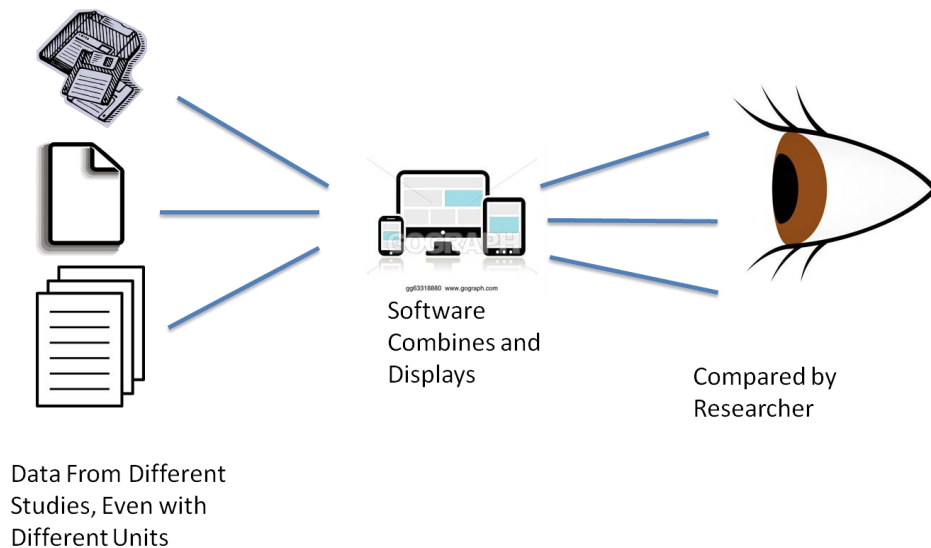 GOGRAPH
gg63318880 www.gograph.com
Software
Combines and
Displays
Compared by
Researcher
Data From Different
Studies, Even with
Different Units